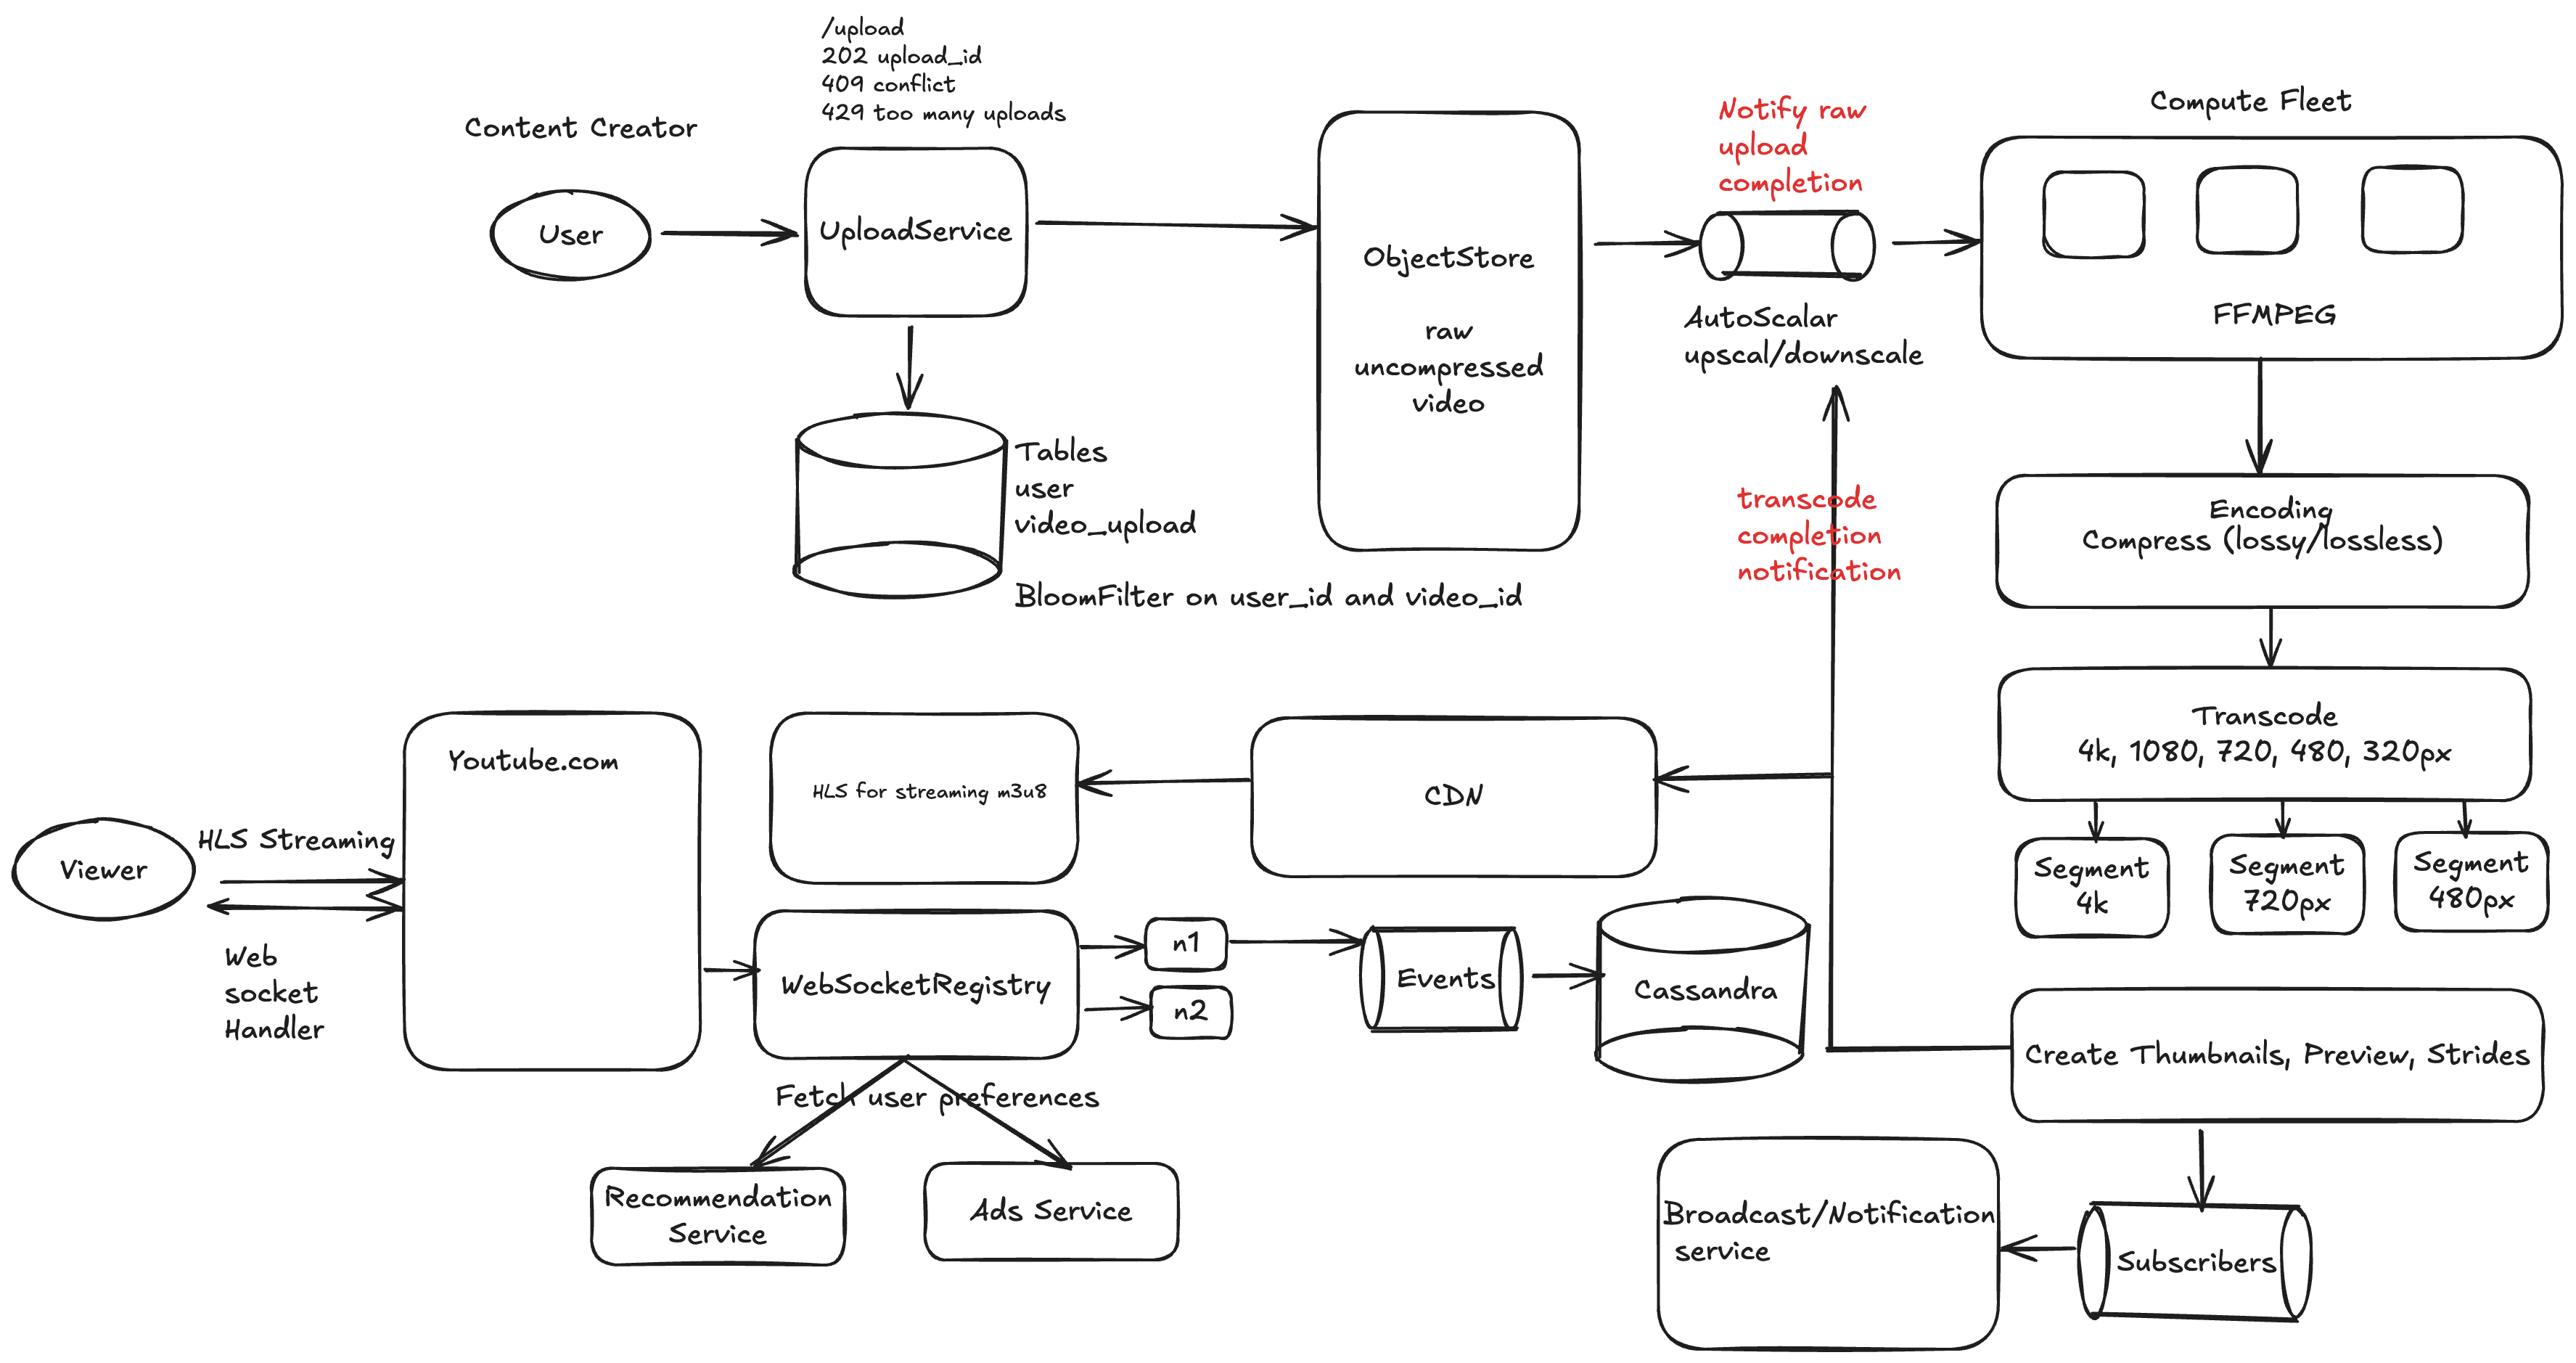 /upload
202 upload_id
409 conflict
429 too many uploads
Content Creator
User
UploadService
Tables
user
video_upload
BloomFilter on user_id and video_id
ObjectStore
raw
uncompressed
video
Notify raw
upload
completion
AutoScalar
upscal/downscale
Compute Fleet
FFMPEG
Encoding
Compress (lossy/lossless)
Transcode
4k, 1080, 720, 480, 320px
Segment
4k
Segment
720px
Segment
480px
transcode
completion
notification
Create Thumbnails, Preview, Strides
Subscribers
Broadcast/Notification
service
CDN
HLS for streaming m3u8
Youtube.com
Viewer
HLS Streaming
Web
socket
Handler
WebSocketRegistry
n1
n2
Events
Cassandra
Fetch user preferences
Recommendation
Service
Ads Service